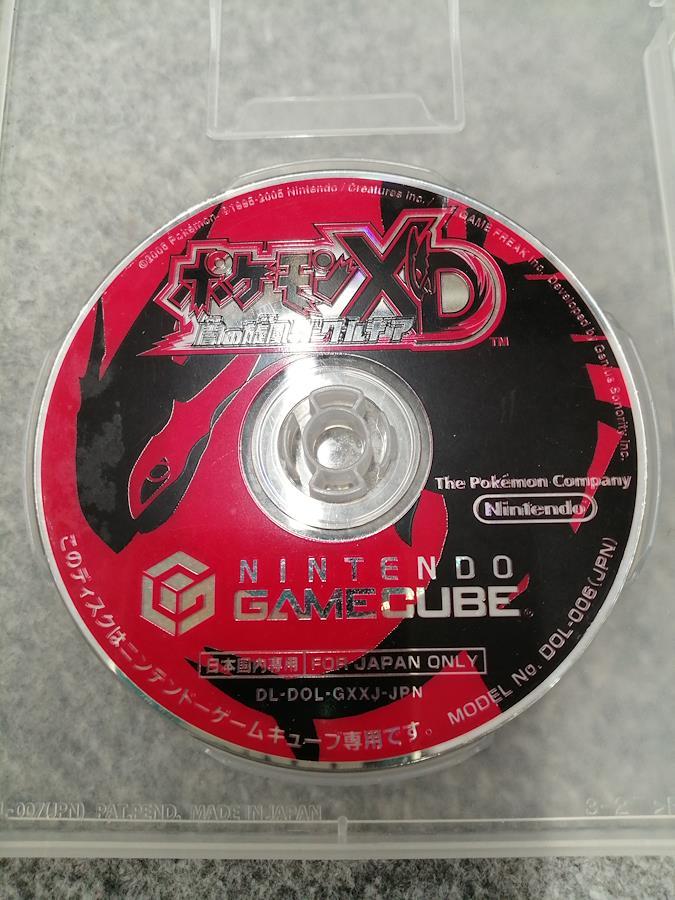 ©2005 Pokémon. ©1995-2005 Nintendo / Creatures inc. / GAME FREAK inc. Developed by Genius Sonority inc.
ポケモンXD
闇の旋風ダークルギア
TM
The Pokémon Company
Nintendo
NINTENDO
GAMECUBE
日本国内専用 FOR JAPAN ONLY
DL-DOL-GXXJ-JPN
MODEL No. DOL-006(JPN)
このディスクはニンテンドーゲームキューブ専用です。
-007(JPN) PAT.PEND. MADE IN JAPAN